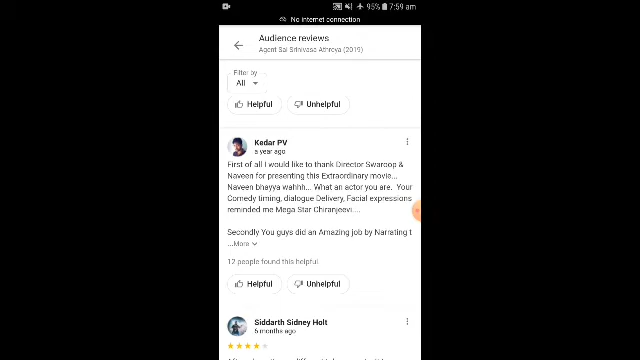 95% 7:59 am
No internet connection
Audience reviews
Agent Sai Srinivasa Athreya (2019)
Filter by
All
Helpful Unhelpful
Kedar PV
a year ago
First of all I would like to thank Director Swaroop &
Naveen for presenting this Extraordinary movie...
Naveen bhayya wahhh... What an actor you are. Your
Comedy timing, dialogue Delivery, Facial expressions
reminded me Mega Star Chiranjeevi....
Secondly You guys did an Amazing job by Narrating t
...More
12 people found this helpful.
Helpful Unhelpful
Siddarth Sidney Holt
6 months ago